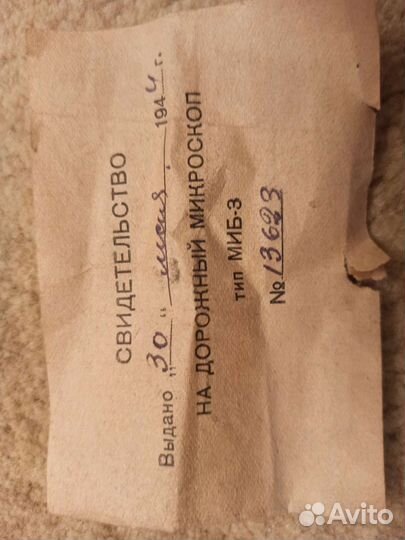 СВИДЕТЕЛЬСТВО
Выдано „30“ июня 1944 г.
НА ДОРОЖНЫЙ МИКРОСКОП
тип МИБ-3
№ 13623
Avito